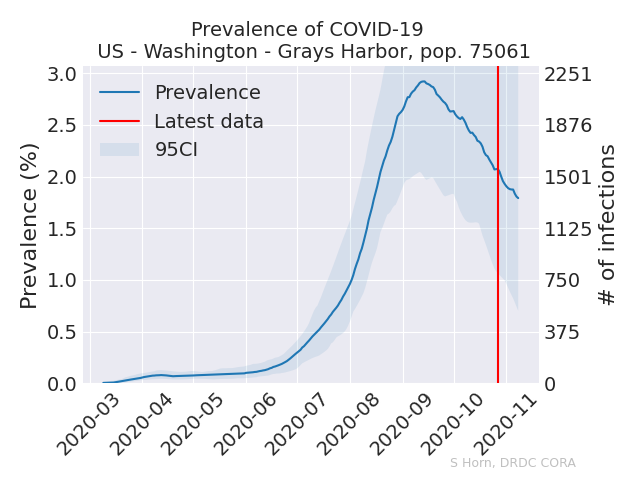 Prevalence of COVID-19
US - Washington - Grays Harbor, pop. 75061
Prevalence
Latest data
95CI
Prevalence (%)
3.0
2.5
2.0
1.5
1.0
0.5
0.0
2251
1876
1501
1125
750
375
0
# of infections
2020-03
2020-04
2020-05
2020-06
2020-07
2020-08
2020-09
2020-10
2020-11
S Horn, DRDC CORA